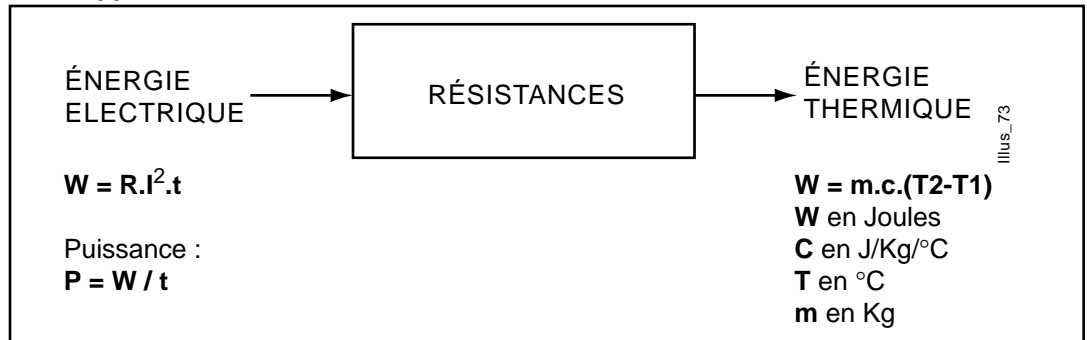 ÉNERGIE
ELECTRIQUE
RÉSISTANCES
ÉNERGIE
THERMIQUE
Illus_73
W = R.I².t
Puissance :
P = W / t
W = m.c.(T2-T1)
W en Joules
C en J/Kg/°C
T en °C
m en Kg